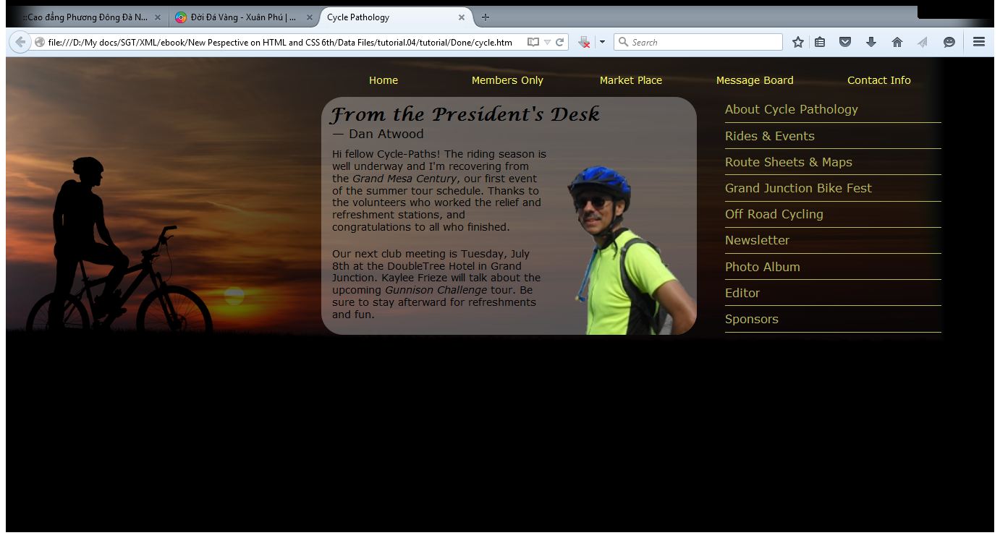 ::Cao đẳng Phương Đông Đà N...
Đời Đá Vàng - Xuân Phú | ...
Cycle Pathology
file:///D:/My docs/SGT/XML/ebook/New Pespective on HTML and CSS 6th/Data Files/tutorial.04/tutorial/Done/cycle.htm
Search
Home
Members Only
Market Place
Message Board
Contact Info
From the President's Desk
— Dan Atwood
Hi fellow Cycle-Paths! The riding season is
well underway and I'm recovering from
the Grand Mesa Century, our first event
of the summer tour schedule. Thanks to
the volunteers who worked the relief and
refreshment stations, and
congratulations to all who finished.
Our next club meeting is Tuesday, July
8th at the DoubleTree Hotel in Grand
Junction. Kaylee Frieze will talk about the
upcoming Gunnison Challenge tour. Be
sure to stay afterward for refreshments
and fun.
About Cycle Pathology
Rides & Events
Route Sheets & Maps
Grand Junction Bike Fest
Off Road Cycling
Newsletter
Photo Album
Editor
Sponsors